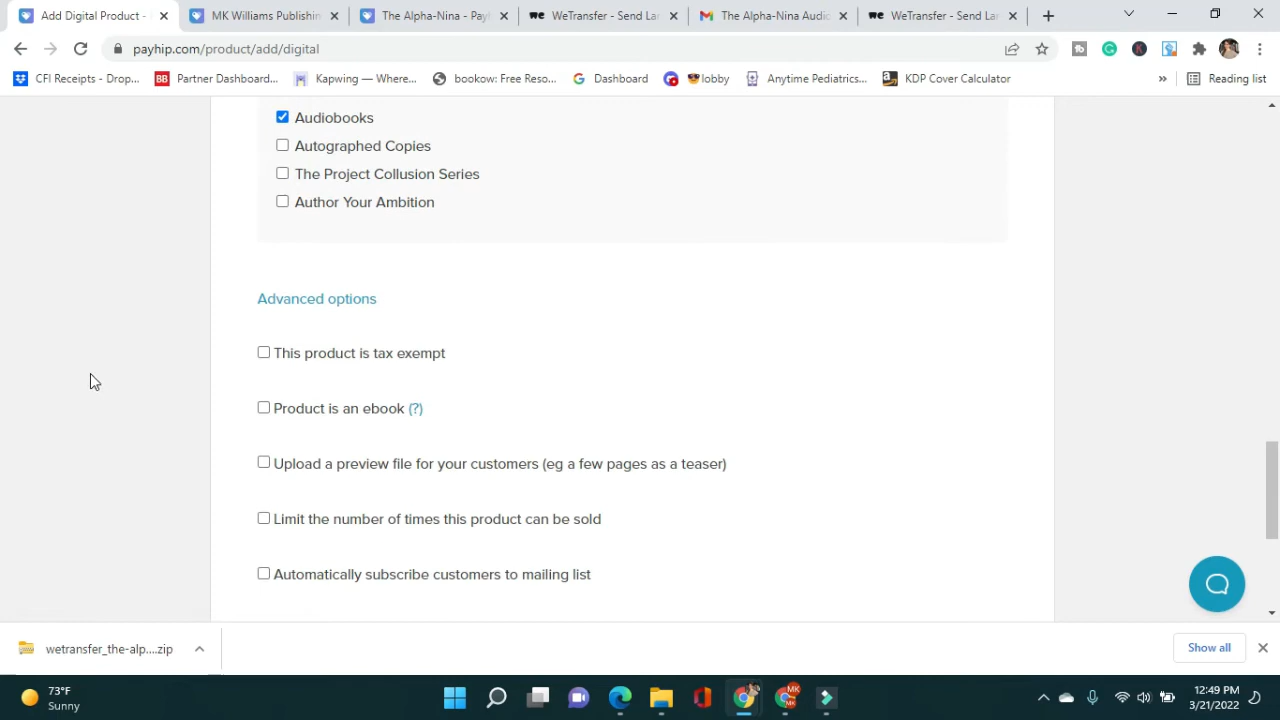 Add Digital Product -
MK Williams Publishin
The Alpha-Nina - Payl
WeTransfer - Send Lar
The Alpha-Nina Audio
WeTransfer - Send Lar
payhip.com/product/add/digital
CFI Receipts - Drop...
BB
Partner Dashboard...
Kapwing — Where...
bookow: Free Reso...
Dashboard
lobby
Anytime Pediatrics...
KDP Cover Calculator
»
Reading list
Audiobooks
Autographed Copies
The Project Collusion Series
Author Your Ambition
Advanced options
This product is tax exempt
Product is an ebook (?)
Upload a preview file for your customers (eg a few pages as a teaser)
Limit the number of times this product can be sold
Automatically subscribe customers to mailing list
wetransfer_the-alp....zip
Show all
73°F
Sunny
12:49 PM
3/21/2022